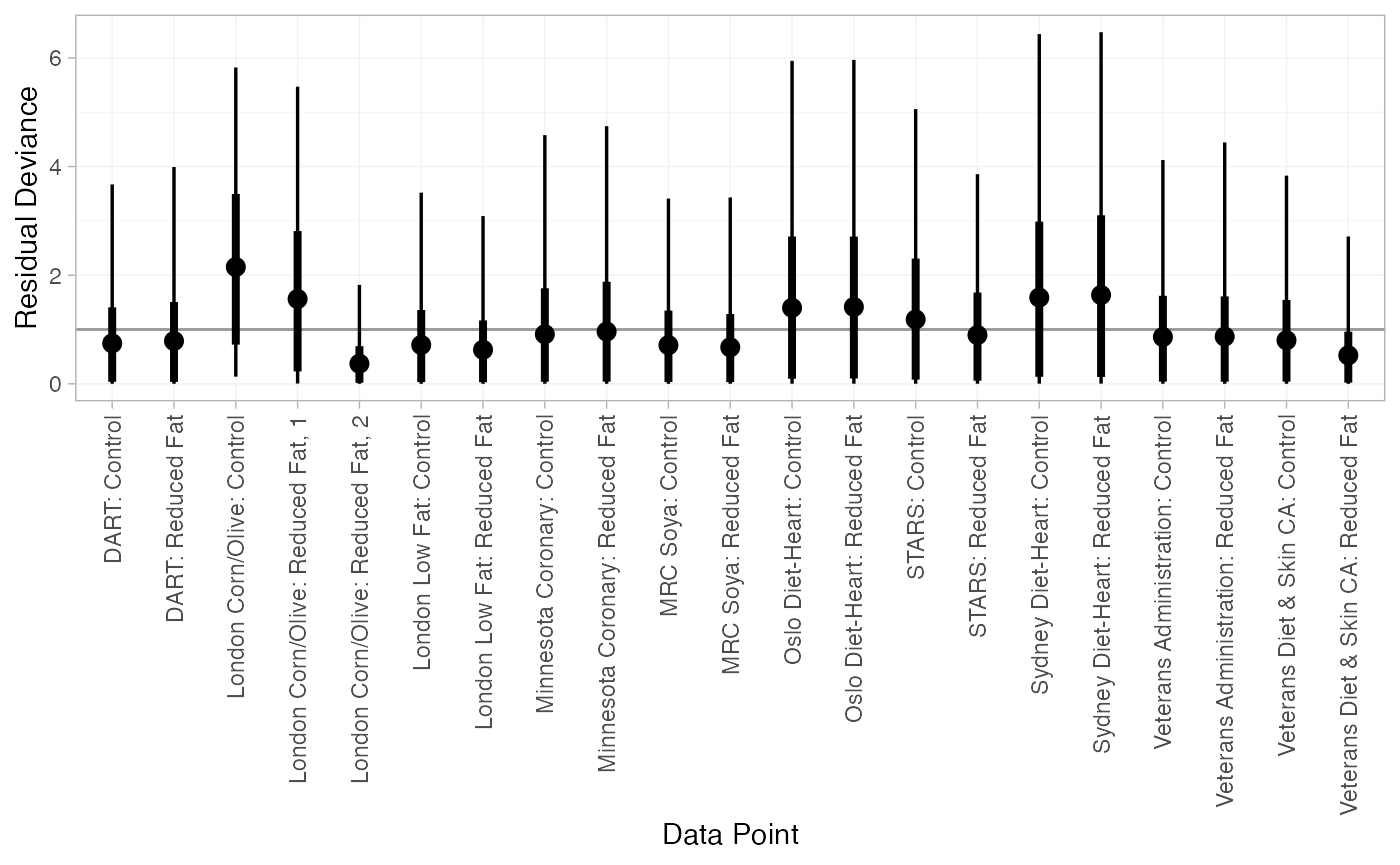 Residual Deviance
6
4
2
0
DART: Control
DART: Reduced Fat
London Corn/Olive: Control
London Corn/Olive: Reduced Fat, 1
London Corn/Olive: Reduced Fat, 2
London Low Fat: Control
London Low Fat: Reduced Fat
Minnesota Coronary: Control
Minnesota Coronary: Reduced Fat
MRC Soya: Control
MRC Soya: Reduced Fat
Oslo Diet-Heart: Control
Oslo Diet-Heart: Reduced Fat
STARS: Control
STARS: Reduced Fat
Sydney Diet-Heart: Control
Sydney Diet-Heart: Reduced Fat
Veterans Administration: Control
Veterans Administration: Reduced Fat
Veterans Diet & Skin CA: Control
Veterans Diet & Skin CA: Reduced Fat
Data Point